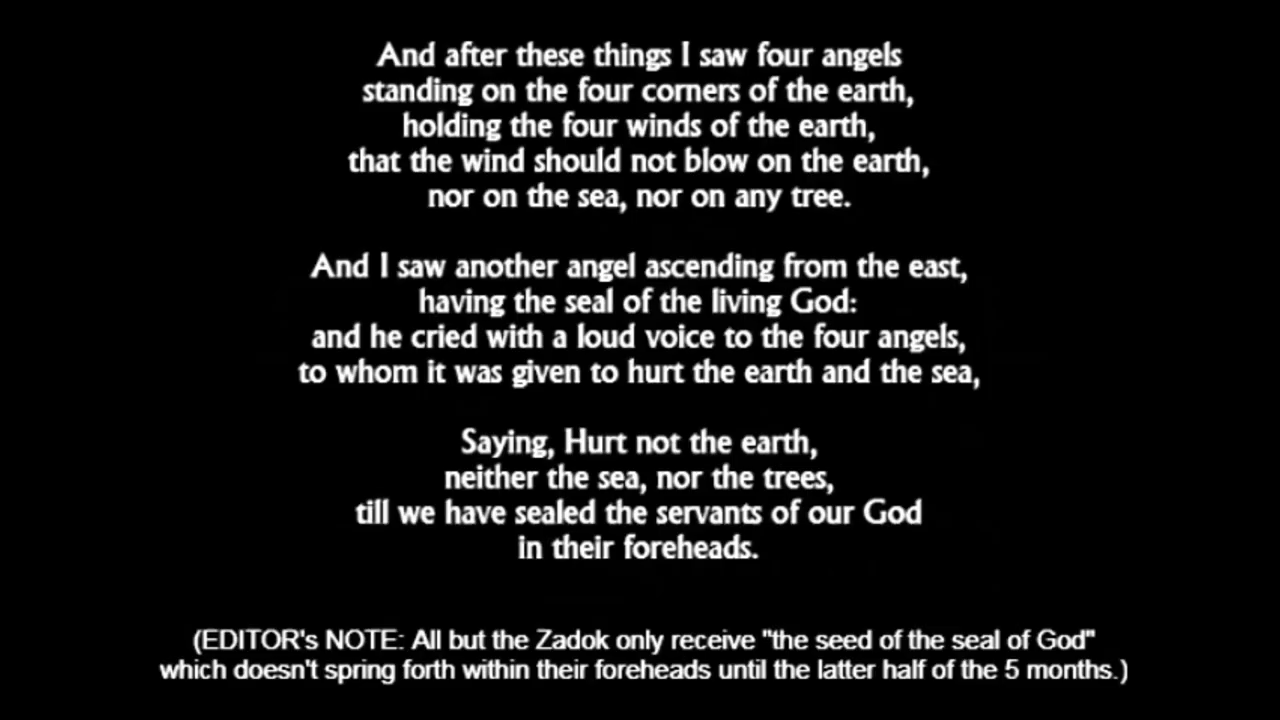 And after these things I saw four angels
standing on the four corners of the earth,
holding the four winds of the earth,
that the wind should not blow on the earth,
nor on the sea, nor on any tree.
And I saw another angel ascending from the east,
having the seal of the living God:
and he cried with a loud voice to the four angels,
to whom it was given to hurt the earth and the sea,
Saying, Hurt not the earth,
neither the sea, nor the trees,
till we have sealed the servants of our God
in their foreheads.
(EDITOR's NOTE: All but the Zadok only receive "the seed of the seal of God"
which doesn't spring forth within their foreheads until the latter half of the 5 months.)